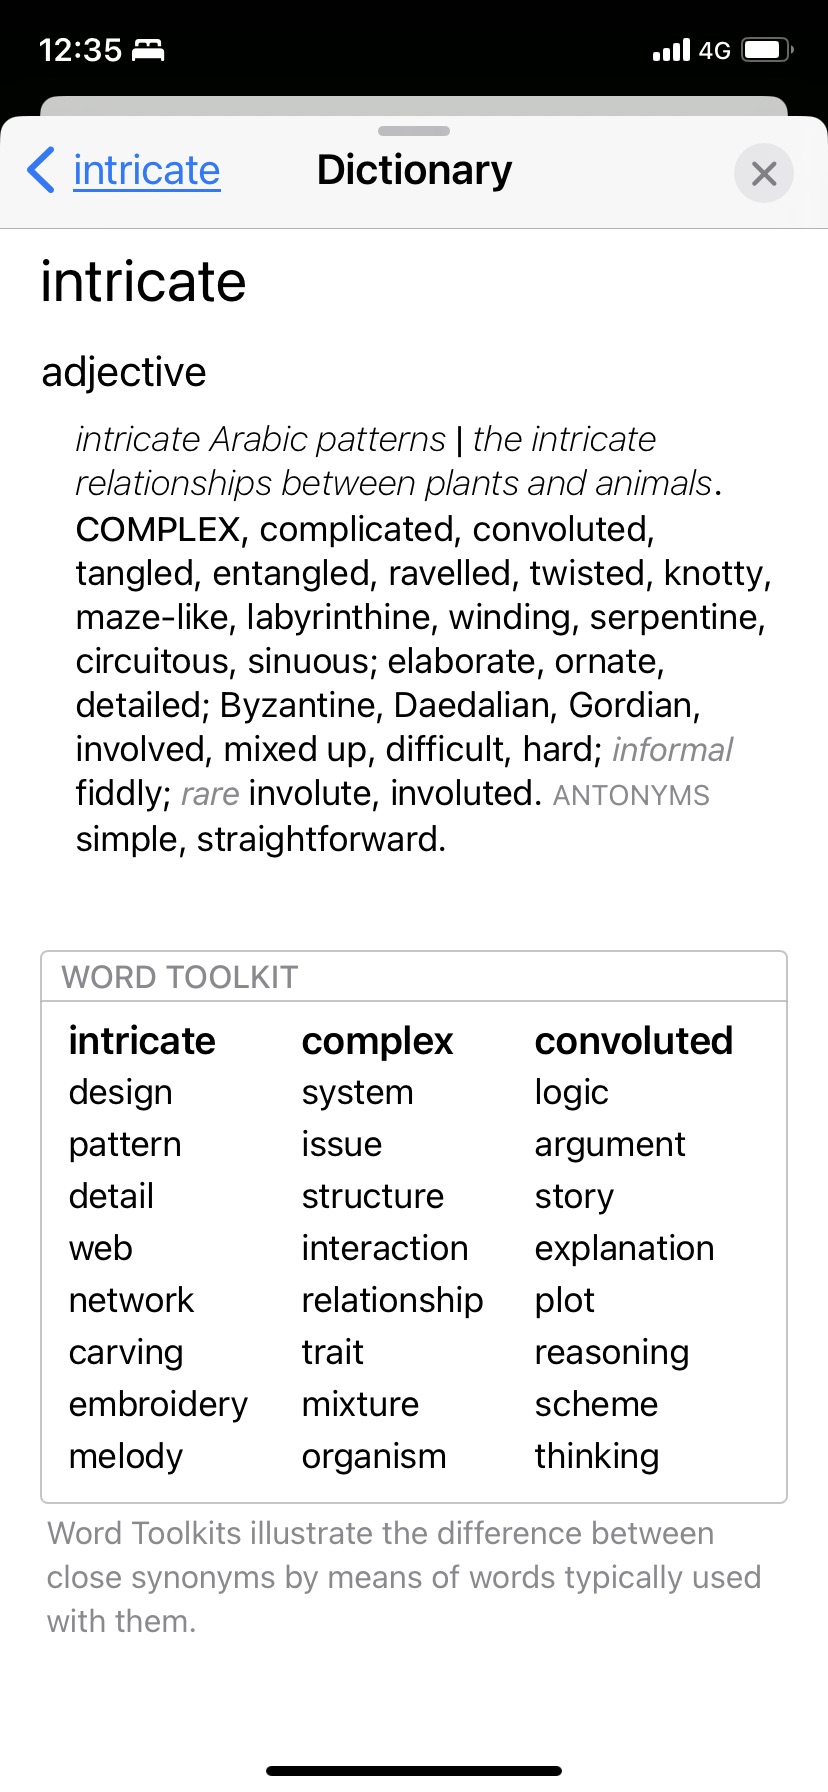 12:35 4G
intricate Dictionary
intricate
adjective
intricate Arabic patterns | the intricate
relationships between plants and animals.
COMPLEX, complicated, convoluted,
tangled, entangled, ravelled, twisted, knotty,
maze-like, labyrinthine, winding, serpentine,
circuitous, sinuous; elaborate, ornate,
detailed; Byzantine, Daedalian, Gordian,
involved, mixed up, difficult, hard; informal
fiddly; rare involute, involuted. ANTONYMS
simple, straightforward.
WORD TOOLKIT
intricate complex convoluted
design system logic
pattern issue argument
detail structure story
web interaction explanation
network relationship plot
carving trait reasoning
embroidery mixture scheme
melody organism thinking
Word Toolkits illustrate the difference between
close synonyms by means of words typically used
with them.